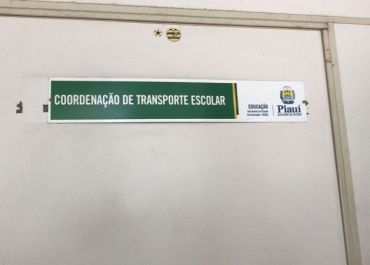 COORDENAÇÃO DE TRANSPORTE ESCOLAR
EDUCAÇÃO
Piauí